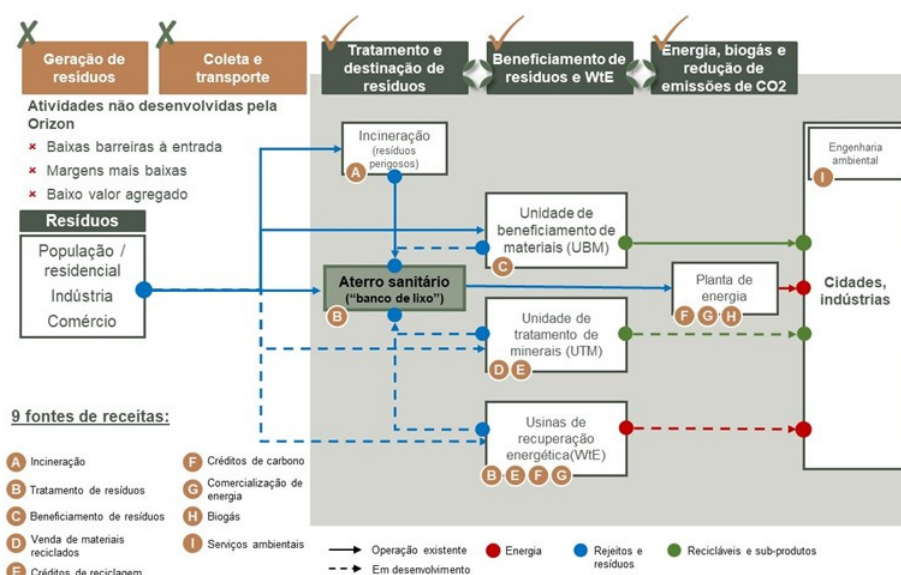 Geração de
resíduos
Coleta e
transporte
Tratamento e
destinação de
resíduos
Beneficiamento de
resíduos e WtE
Energia, biogás
e redução de
emissões de CO2
Atividades não desenvolvidas pela
Orizon
Baixas barreiras à entrada
Margens mais baixas
Baixo valor agregado
Resíduos
População /
residencial
Indústria
Comércio
Incineração
(resíduos
perigosos)
A
Aterro sanitário
("banco de lixo")
B
Unidade de
beneficiamento de
materiais (UBM)
C
Unidade de
tratamento de
minerais (UTM)
D E
Usinas de
recuperação
energética(WtE)
B E F G
Planta de
energia
F G H
Engenharia
ambiental
I
Cidades,
indústrias
9 fontes de receitas:
A Incineração
B Tratamento de resíduos
C Beneficiamento de resíduos
D Venda de materiais
reciclados
E Créditos de reciclagem
F Créditos de carbono
G Comercialização de
energia
H Biogás
I Serviços ambientais
Operação existente
Em desenvolvimento
Energia
Rejeitos e
resíduos
Recicláveis e sub-produtos